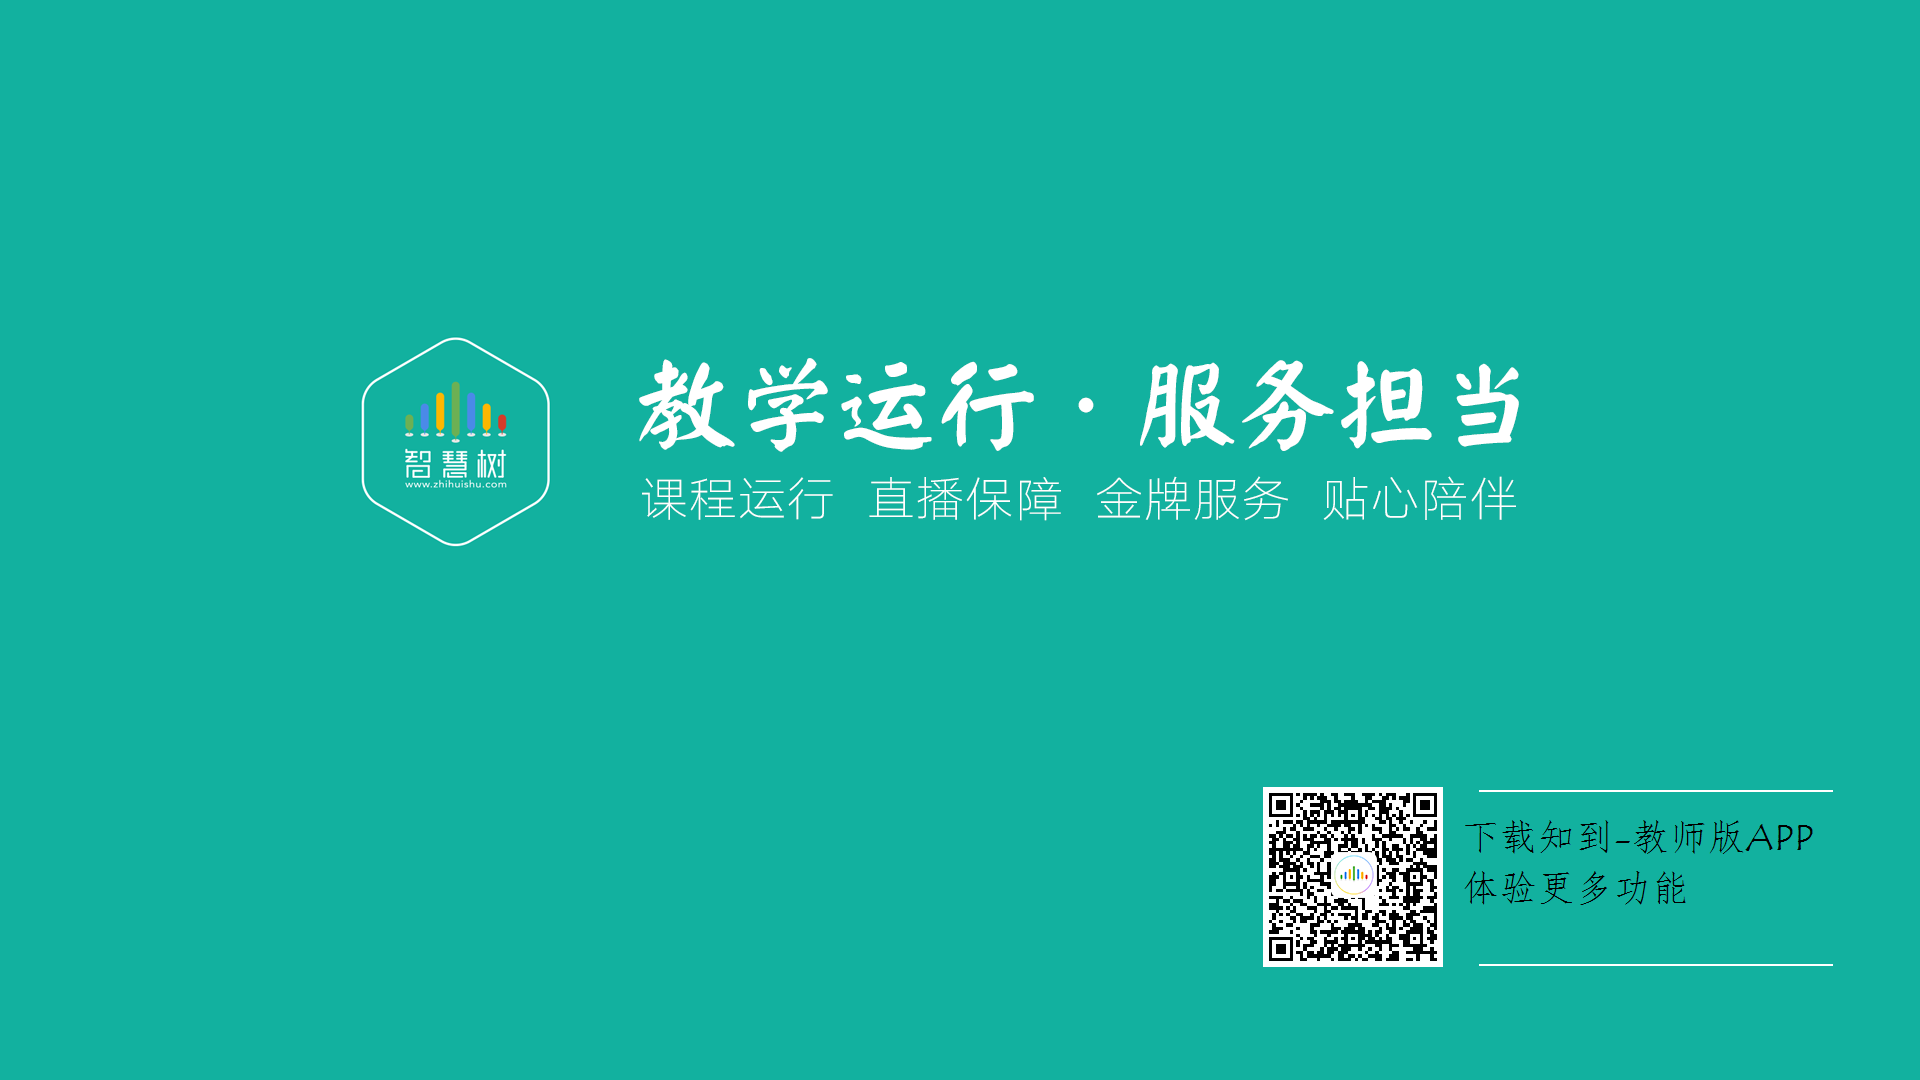 智慧树
www.zhihuishu.com
教学运行·服务担当
课程运行 直播保障 金牌服务 贴心陪伴
下载知到-教师版APP
体验更多功能